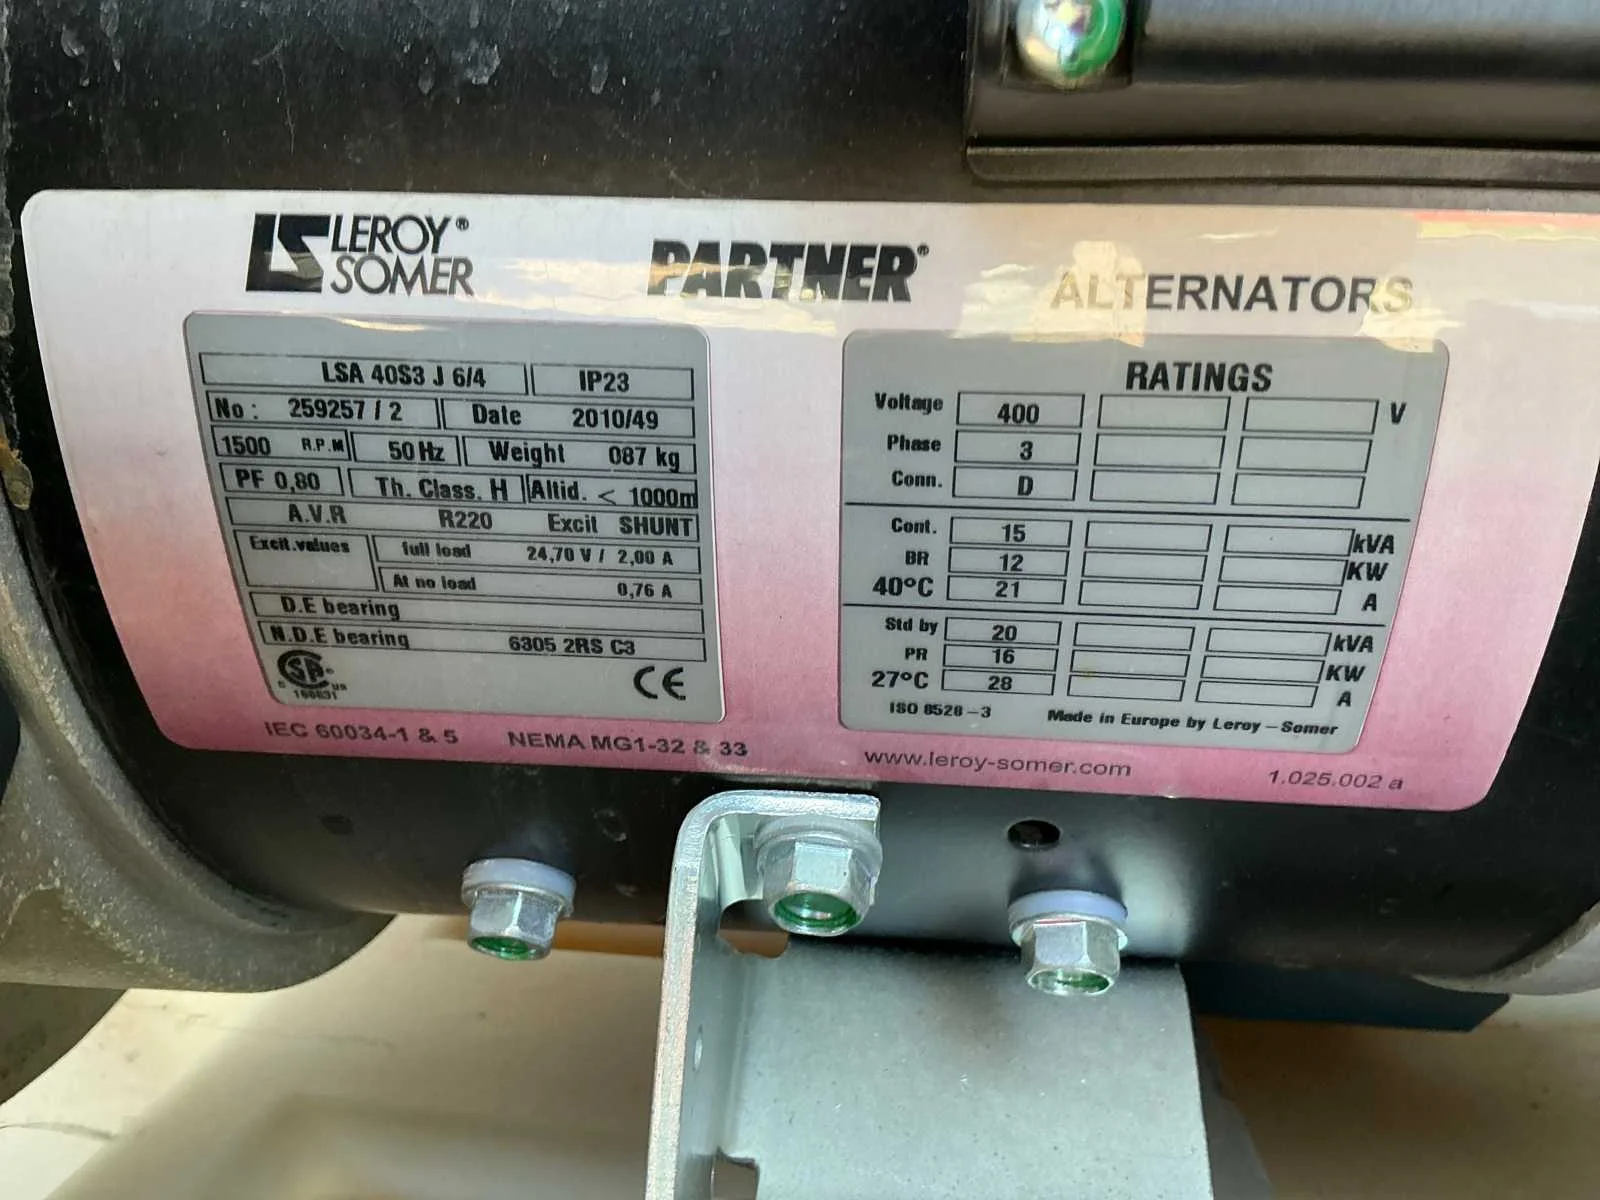 LEROY®
SOMER
PARTNER®
ALTERNATORS
LSA 40S3 J 6/4 IP23
No : 259257 / 2 Date 2010/49
1500 R.P.M 50 Hz Weight 087 kg
PF 0,80 Th. Class. H Altid. < 1000m
A.V.R R220 Excit SHUNT
Excit.values full load 24,70 V / 2,00 A
At no load 0,76 A
D.E bearing
N.D.E bearing 6305 2RS C3
c SP ® us CE
IEC 60034-1 & 5 NEMA MG1-32 & 33
RATINGS
Voltage 400 V
Phase 3
Conn. D
Cont. 15 kVA
BR 12 KW
40°C 21 A
Std by 20 kVA
PR 16 KW
27°C 28 A
ISO 8528 -3 Made in Europe by Leroy - Somer
www.leroy-somer.com 1.025.002 a